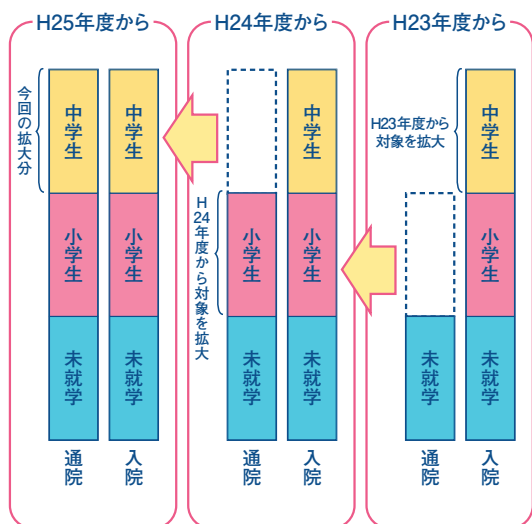 H25年度から
H24年度から
H23年度から
今回の拡大分
中学生
小学生
未就学
通院
中学生
小学生
未就学
入院
H24年度から対象を拡大
小学生
未就学
通院
中学生
小学生
未就学
入院
H23年度から
対象を拡大
未就学
通院
中学生
小学生
未就学
入院